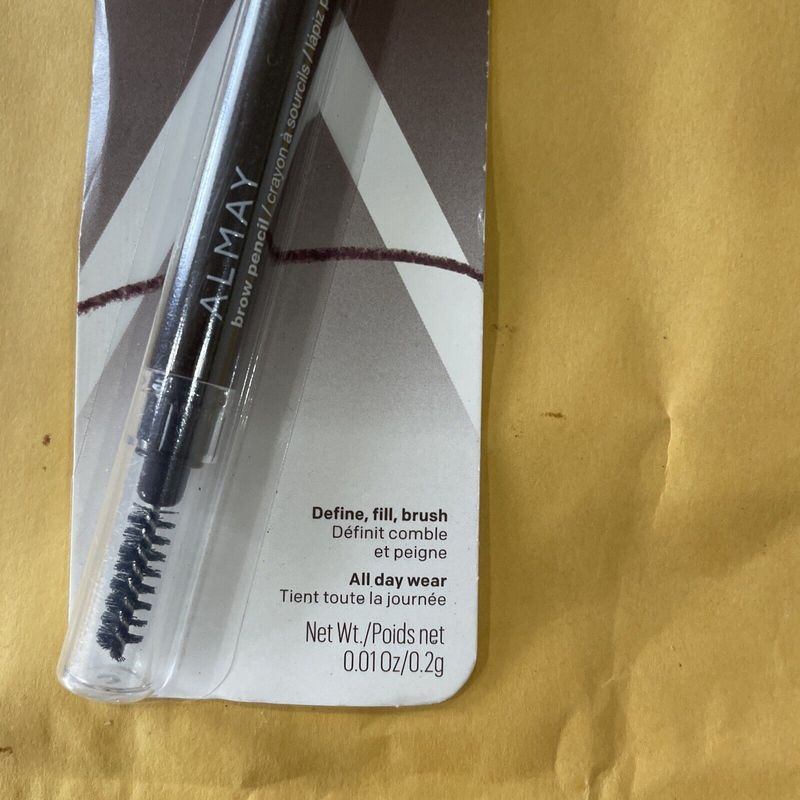 ALMAY
brow pencil / crayon à sourcils / lápiz
Define, fill, brush
Définit comble
et peigne
All day wear
Tient toute la journée
Net Wt./Poids net
0.01 Oz/0.2g